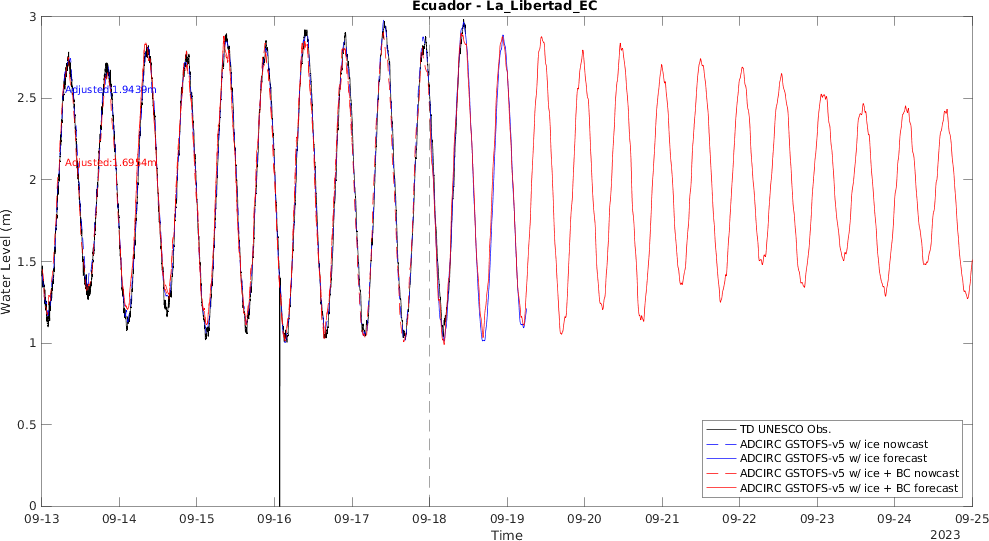 Ecuador - La_Libertad_EC
3
2.5
2
1.5
1
0.5
0
Water Level (m)
Adjusted:1.9439m
Adjusted:1.6954m
TD UNESCO Obs.
ADCIRC GSTOFS-v5 w/ ice nowcast
ADCIRC GSTOFS-v5 w/ ice forecast
ADCIRC GSTOFS-v5 w/ ice + BC nowcast
ADCIRC GSTOFS-v5 w/ ice + BC forecast
09-13 09-14 09-15 09-16 09-17 09-18 09-19 09-20 09-21 09-22 09-23 09-24 09-25
Time
2023